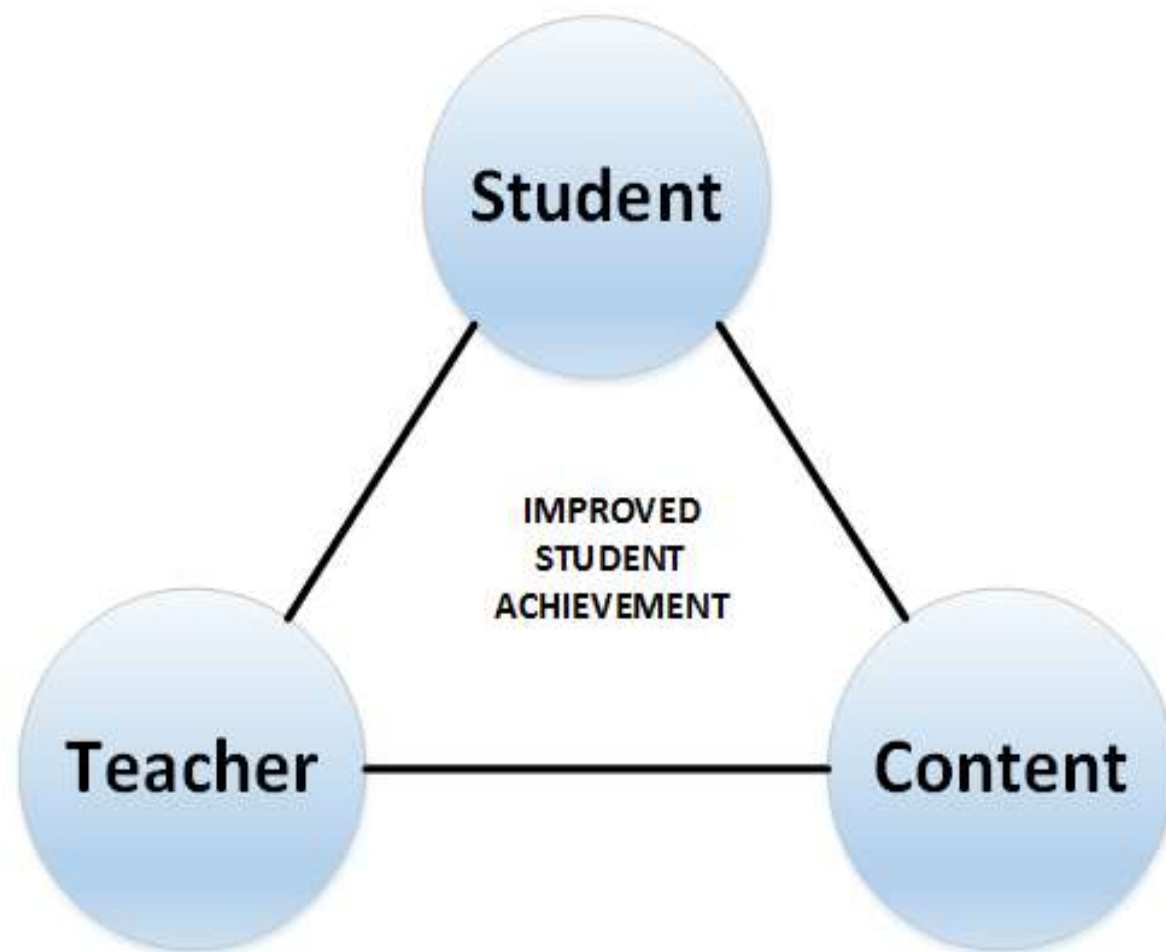 Student
IMPROVED
STUDENT
ACHIEVEMENT
Teacher
Content